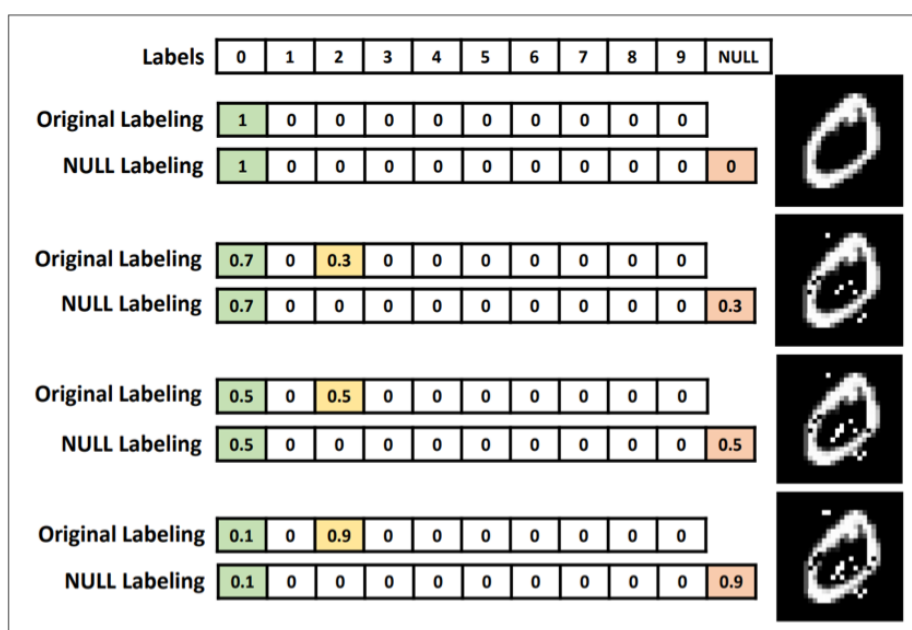 Labels 0 1 2 3 4 5 6 7 8 9 NULL
Original Labeling 1 0 0 0 0 0 0 0 0 0
NULL Labeling 1 0 0 0 0 0 0 0 0 0 0
Original Labeling 0.7 0 0.3 0 0 0 0 0 0 0
NULL Labeling 0.7 0 0 0 0 0 0 0 0 0 0.3
Original Labeling 0.5 0 0.5 0 0 0 0 0 0 0
NULL Labeling 0.5 0 0 0 0 0 0 0 0 0 0.5
Original Labeling 0.1 0 0.9 0 0 0 0 0 0 0
NULL Labeling 0.1 0 0 0 0 0 0 0 0 0 0.9